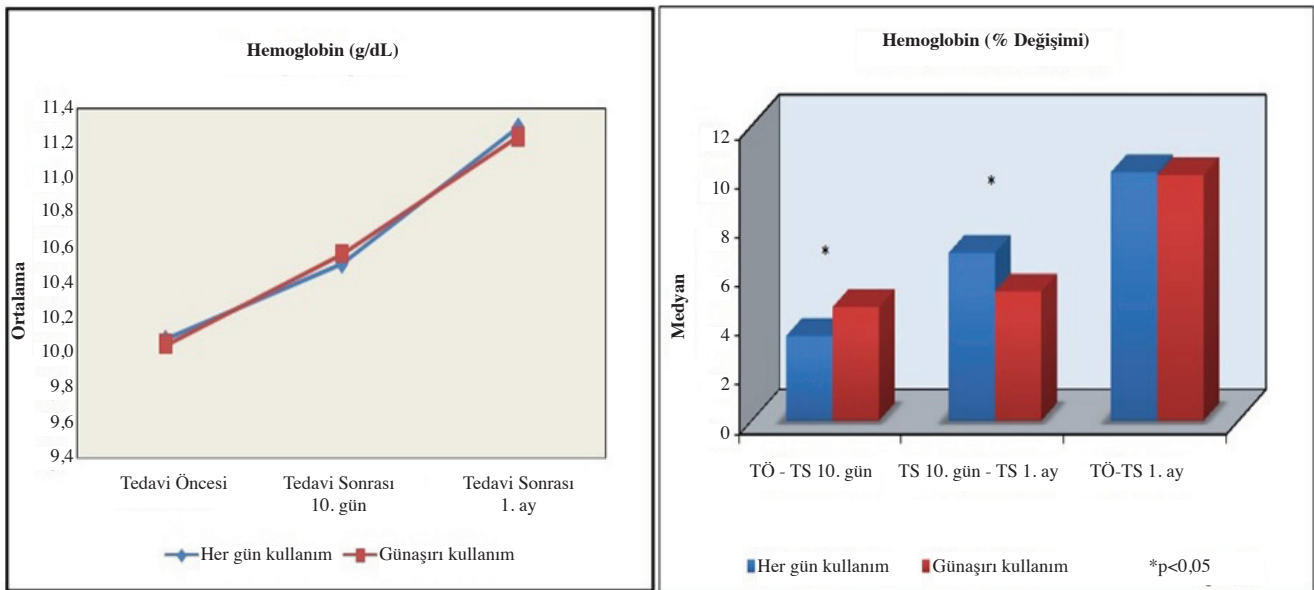 Hemoglobin (g/dL)
Ortalama
11,4
11,2
11,0
10,8
10,6
10,4
10,2
10,0
9,8
9,6
9,4
Tedavi Öncesi
Tedavi Sonrası
10. gün
Tedavi Sonrası
1. ay
Her gün kullanım
Günaşırı kullanım
Hemoglobin (% Değişimi)
Medyan
12
10
8
6
4
2
0
*
*
TÖ - TS 10. gün
TS 10. gün - TS 1. ay
TÖ-TS 1. ay
Her gün kullanım
Günaşırı kullanım
*p<0,05